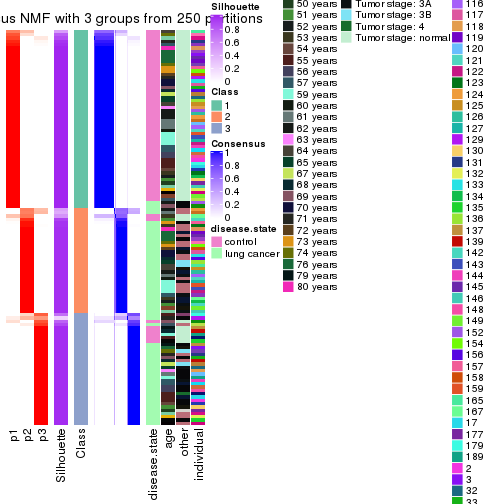 us NMF with 3 groups from 250 partitions
p1
p2
p3
Silhouette
Class
disease.state
age
other
individual
Silhouette
1
0.8
0.6
0.4
0.2
0
Class
1
2
3
Consensus
1
0.8
0.6
0.4
0.2
0
disease.state
control
lung cancer
50 years
51 years
52 years
53 years
54 years
55 years
56 years
57 years
59 years
60 years
61 years
62 years
63 years
64 years
65 years
67 years
68 years
69 years
70 years
71 years
72 years
73 years
74 years
76 years
79 years
80 years
Tumor stage: 3A
Tumor stage: 3B
Tumor stage: 4
Tumor stage: normal
116
117
118
120
121
122
123
124
125
126
127
129
130
131
132
133
134
135
136
137
139
142
143
144
145
146
148
149
152
154
156
157
158
159
165
167
17
177
179
189
2
3
32
33